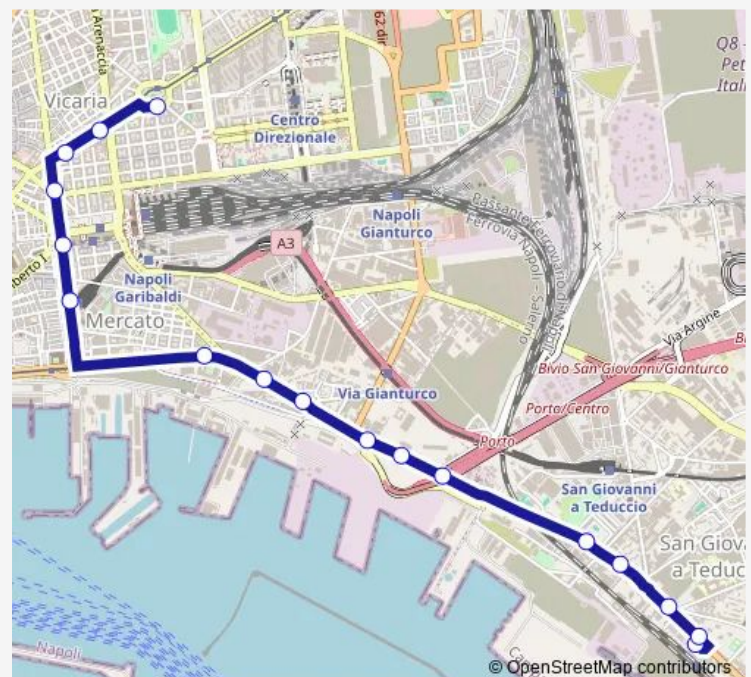 Arenaccia
62 dir
Q8
Pet
Itali
Vicaria
Centro
Direzionale
Napoli
Gianturco
Passante Ferroviario di Napoli
Ferrovia Napoli - Salerno
A3
berto I
Napoli
Garibaldi
Mercato
Via Argine
Bivio San Giovanni/Gianturco
B
Via Gianturco
Porto/Centro
Porto
San Giovanni
a Teduccio
San Giova
a Teduc
Napoli
Ca
© OpenStreetMap contributors